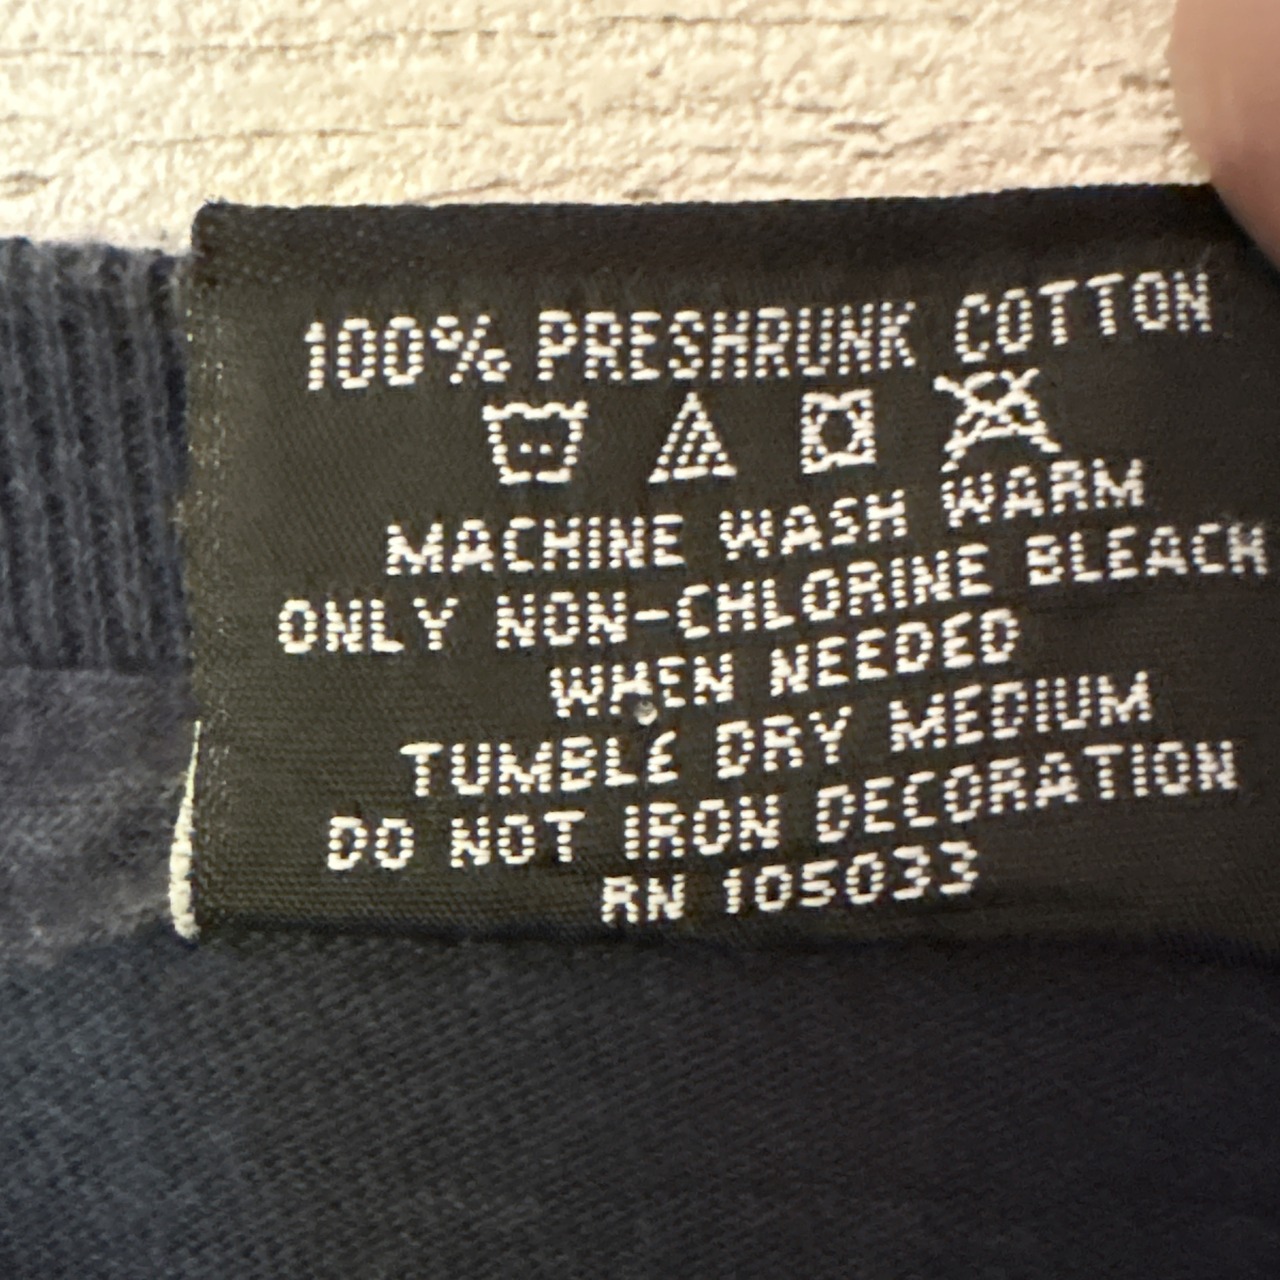 100% PRESHRUNK COTTON
MACHINE WASH WARM
ONLY NON-CHLORINE BLEACH
WHEN NEEDED
TUMBLE DRY MEDIUM
DO NOT IRON DECORATION
RN 105033